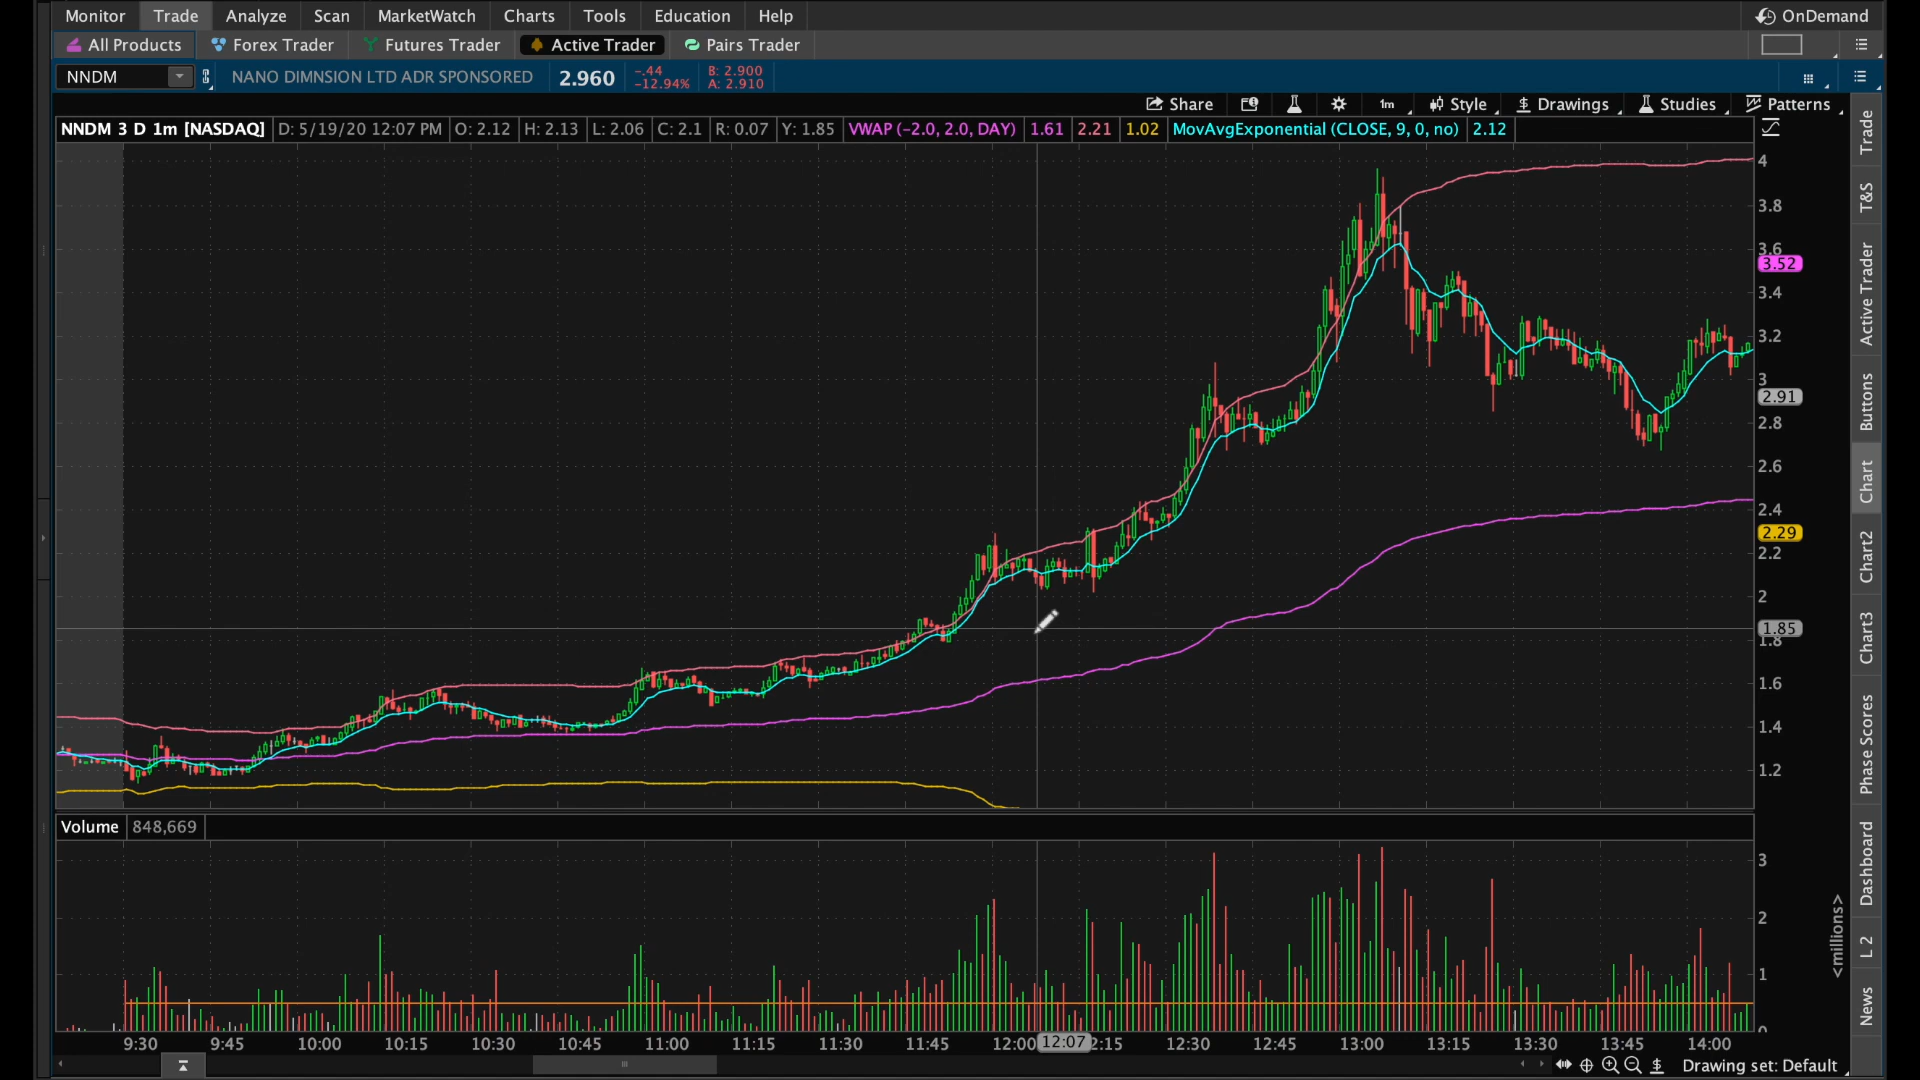 Monitor Trade Analyze Scan MarketWatch Charts Tools Education Help OnDemand
All Products Forex Trader Futures Trader Active Trader Pairs Trader
NNDM NANO DIMNSION LTD ADR SPONSORED 2.960 -.44 -12.94% B: 2.900 A: 2.910
Share 1m Style $ Drawings Studies Patterns
NNDM 3 D 1m [NASDAQ] D: 5/19/20 12:07 PM O: 2.12 H: 2.13 L: 2.06 C: 2.1 R: 0.07 Y: 1.85 VWAP (-2.0, 2.0, DAY) 1.61 2.21 1.02 MovAvgExponential (CLOSE, 9, 0, no) 2.12
4
3.8
3.6
3.52
3.4
3.2
3
2.91
2.8
2.6
2.4
2.29
2.2
2
1.85
1.8
1.6
1.4
1.2
Volume 848,669
3
2
1
0
<millions>
9:30 9:45 10:00 10:15 10:30 10:45 11:00 11:15 11:30 11:45 12:00 12:07 2:15 12:30 12:45 13:00 13:15 13:30 13:45 14:00
$ Drawing set: Default
Trade
T&S
Active Trader
Buttons
Chart
Chart2
Chart3
Phase Scores
Dashboard
L 2
News